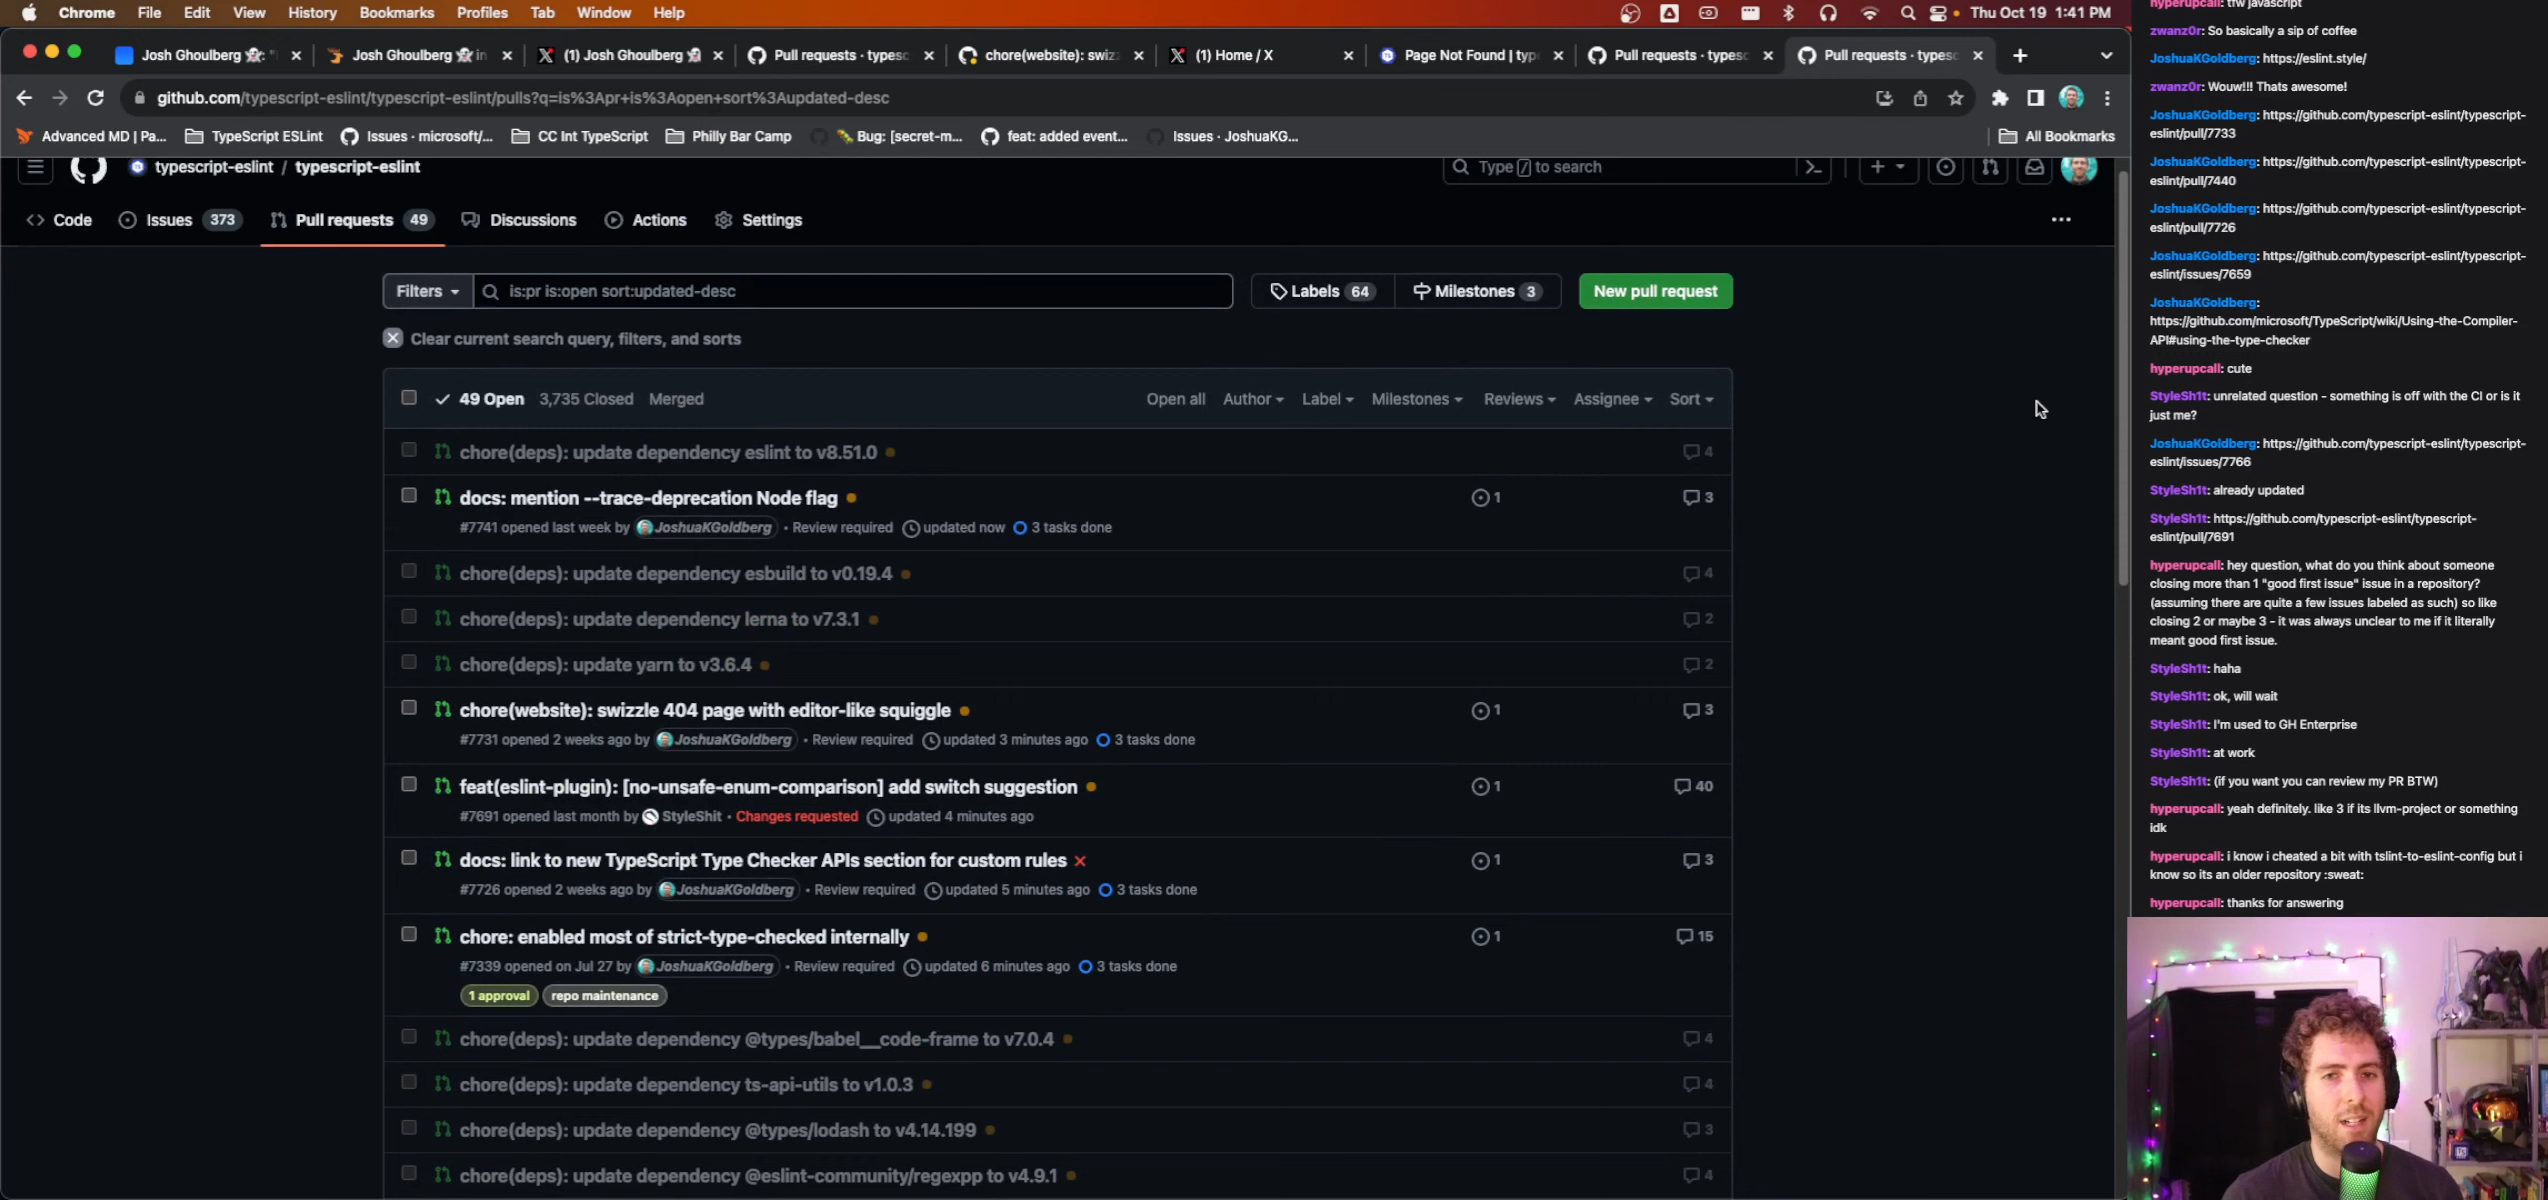 Chrome File Edit View History Bookmarks Profiles Tab Window Help
Thu Oct 19 1:41 PM
Josh Ghoulberg
Josh Ghoulberg in
(1) Josh Ghoulberg
Pull requests · typesc
chore(website): swiz
(1) Home / X
Page Not Found | typ
Pull requests · typesc
Pull requests · typesc
github.com/typescript-eslint/typescript-eslint/pulls?q=is%3Apr+is%3Aopen+sort%3Aupdated-desc
Advanced MD | Pa...
TypeScript ESLint
Issues · microsoft/...
CC Int TypeScript
Philly Bar Camp
Bug: [secret-m...
feat: added event...
Issues · JoshuaKG...
All Bookmarks
typescript-eslint / typescript-eslint
Type / to search
Code
Issues 373
Pull requests 49
Discussions
Actions
Settings
Filters
is:pr is:open sort:updated-desc
Labels 64
Milestones 3
New pull request
Clear current search query, filters, and sorts
49 Open 3,735 Closed Merged
Open all Author Label Milestones Reviews Assignee Sort
chore(deps): update dependency eslint to v8.51.0
4
docs: mention --trace-deprecation Node flag
1 3
#7741 opened last week by JoshuaKGoldberg • Review required updated now 3 tasks done
chore(deps): update dependency esbuild to v0.19.4
4
chore(deps): update dependency lerna to v7.3.1
2
chore(deps): update yarn to v3.6.4
2
chore(website): swizzle 404 page with editor-like squiggle
1 3
#7731 opened 2 weeks ago by JoshuaKGoldberg • Review required updated 3 minutes ago 3 tasks done
feat(eslint-plugin): [no-unsafe-enum-comparison] add switch suggestion
1 40
#7691 opened last month by StyleShit • Changes requested updated 4 minutes ago
docs: link to new TypeScript Type Checker APIs section for custom rules
1 3
#7726 opened 2 weeks ago by JoshuaKGoldberg • Review required updated 5 minutes ago 3 tasks done
chore: enabled most of strict-type-checked internally
1 15
#7339 opened on Jul 27 by JoshuaKGoldberg • Review required updated 6 minutes ago 3 tasks done
1 approval repo maintenance
chore(deps): update dependency @types/babel__code-frame to v7.0.4
4
chore(deps): update dependency ts-api-utils to v1.0.3
4
chore(deps): update dependency @types/lodash to v4.14.199
3
chore(deps): update dependency @eslint-community/regexpp to v4.9.1
4
hyperupcall: tfw javascript
zwanz0r: So basically a sip of coffee
JoshuaKGoldberg: https://eslint.style/
zwanz0r: Wouw!!! Thats awesome!
JoshuaKGoldberg: https://github.com/typescript-eslint/typescript-
eslint/pull/7733
JoshuaKGoldberg: https://github.com/typescript-eslint/typescript-
eslint/pull/7440
JoshuaKGoldberg: https://github.com/typescript-eslint/typescript-
eslint/pull/7726
JoshuaKGoldberg: https://github.com/typescript-eslint/typescript-
eslint/issues/7659
JoshuaKGoldberg:
https://github.com/microsoft/TypeScript/wiki/Using-the-Compiler-
API#using-the-type-checker
hyperupcall: cute
StyleSh1t: unrelated question - something is off with the CI or is it
just me?
JoshuaKGoldberg: https://github.com/typescript-eslint/typescript-
eslint/issues/7766
StyleSh1t: already updated
StyleSh1t: https://github.com/typescript-eslint/typescript-
eslint/pull/7691
hyperupcall: hey question, what do you think about someone
closing more than 1 "good first issue" issue in a repository?
(assuming there are quite a few issues labeled as such) so like
closing 2 or maybe 3 - it was always unclear to me if it literally
meant good first issue.
StyleSh1t: haha
StyleSh1t: ok, will wait
StyleSh1t: I'm used to GH Enterprise
StyleSh1t: at work
StyleSh1t: (if you want you can review my PR BTW)
hyperupcall: yeah definitely. like 3 if its llvm-project or something
idk
hyperupcall: i know i cheated a bit with tslint-to-eslint-config but i
know so its an older repository :sweat:
hyperupcall: thanks for answering